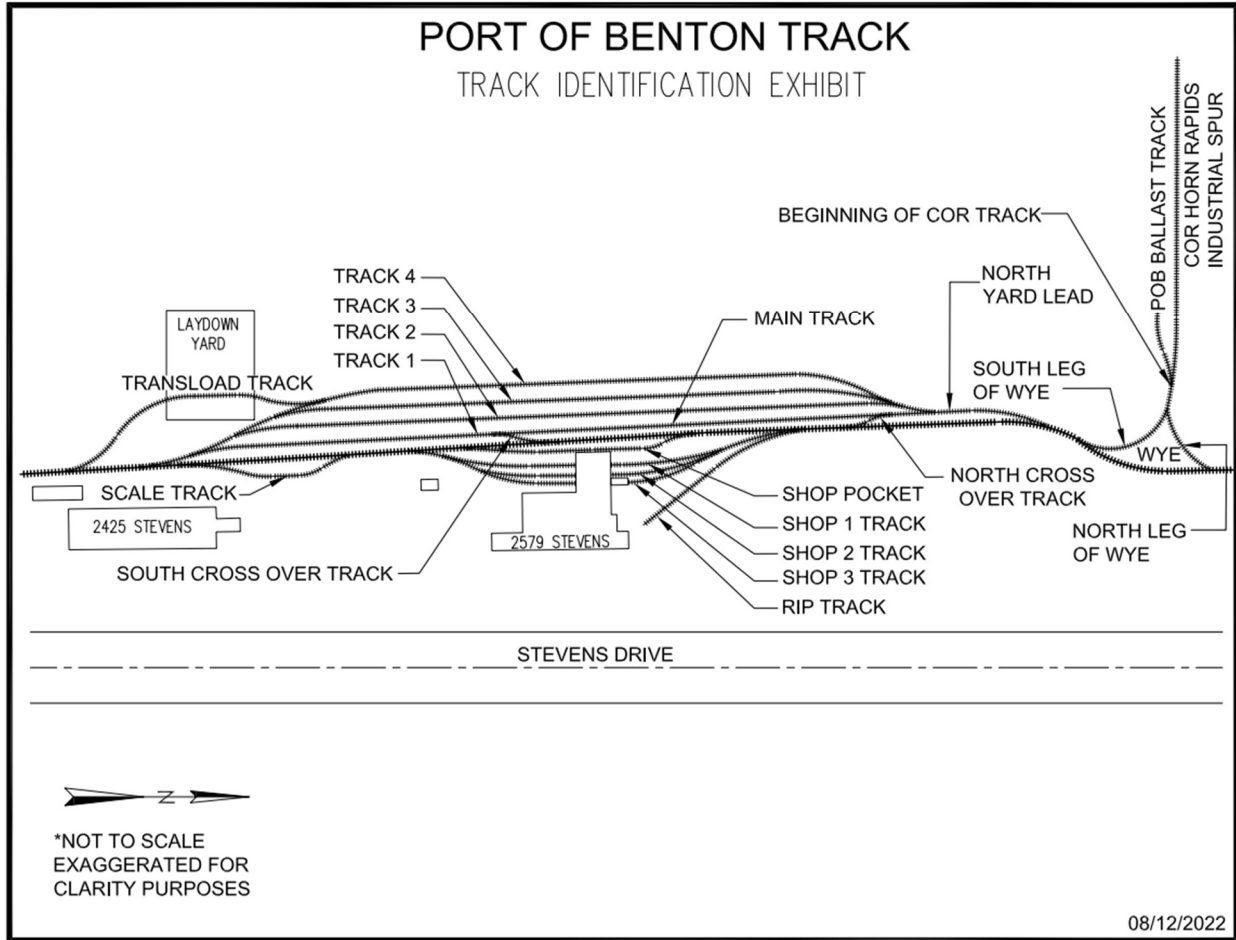 PORT OF BENTON TRACK
TRACK IDENTIFICATION EXHIBIT
POB BALLAST TRACK
COR HORN RAPIDS
INDUSTRIAL SPUR
BEGINNING OF COR TRACK
NORTH
YARD LEAD
TRACK 4
TRACK 3
TRACK 2
TRACK 1
MAIN TRACK
LAYDOWN
YARD
TRANSLOAD TRACK
SOUTH LEG
OF WYE
WYE
SCALE TRACK
2425 STEVENS
2579 STEVENS
SOUTH CROSS OVER TRACK
SHOP POCKET
SHOP 1 TRACK
SHOP 2 TRACK
SHOP 3 TRACK
RIP TRACK
NORTH CROSS
OVER TRACK
NORTH LEG
OF WYE
STEVENS DRIVE
N
*NOT TO SCALE
EXAGGERATED FOR
CLARITY PURPOSES
08/12/2022